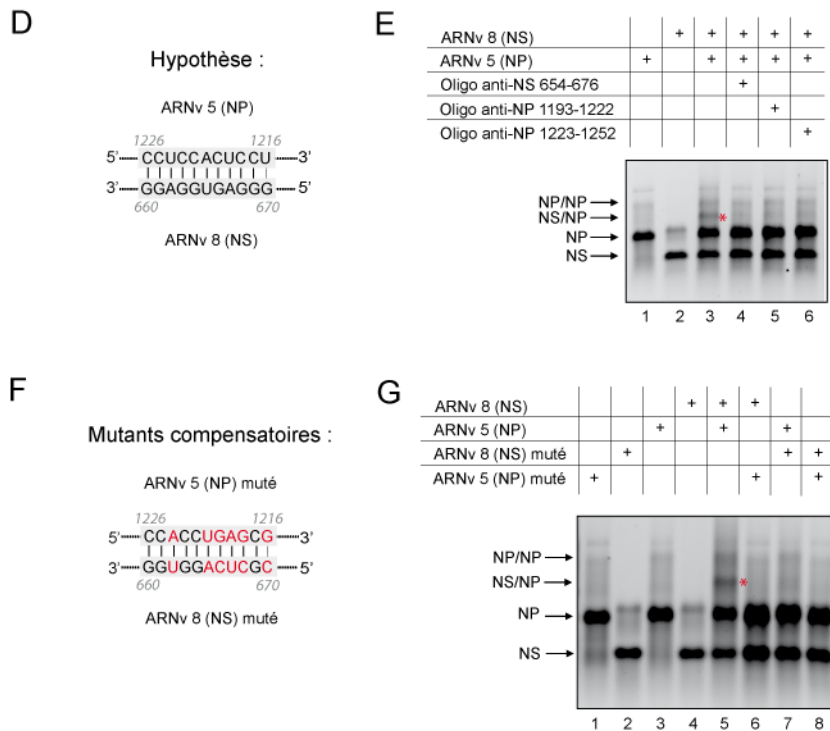 D
Hypothèse :
ARNv 5 (NP)
1226 1216
5' CCUCCACUCCU 3'
3' GGAGGUGAGGG 5'
660 670
ARNv 8 (NS)
E
ARNv 8 (NS) + + + + +
ARNv 5 (NP) + + + + +
Oligo anti-NS 654-676 +
Oligo anti-NP 1193-1222 +
Oligo anti-NP 1223-1252 +
NP/NP
NS/NP *
NP
NS
1 2 3 4 5 6
F
Mutants compensatoires :
ARNv 5 (NP) muté
1226 1216
5' CCACCUGAGCG 3'
3' GGUGGACUCGC 5'
660 670
ARNv 8 (NS) muté
G
ARNv 8 (NS) + + +
ARNv 5 (NP) + + +
ARNv 8 (NS) muté + + +
ARNv 5 (NP) muté + + +
NP/NP
NS/NP *
NP
NS
1 2 3 4 5 6 7 8